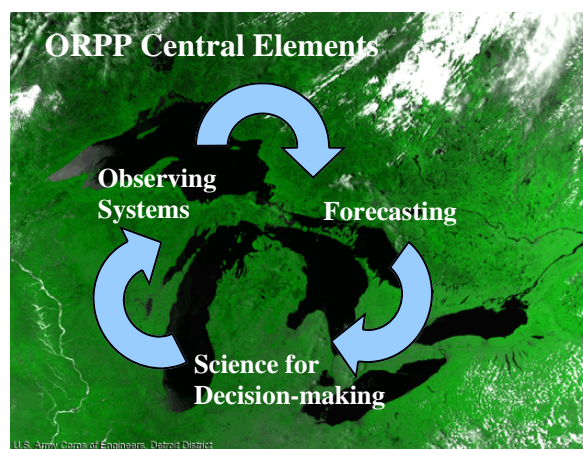 ORPP Central Elements
Observing
Systems
Forecasting
Science for
Decision-making
U.S. Army Corps of Engineers, Detroit District